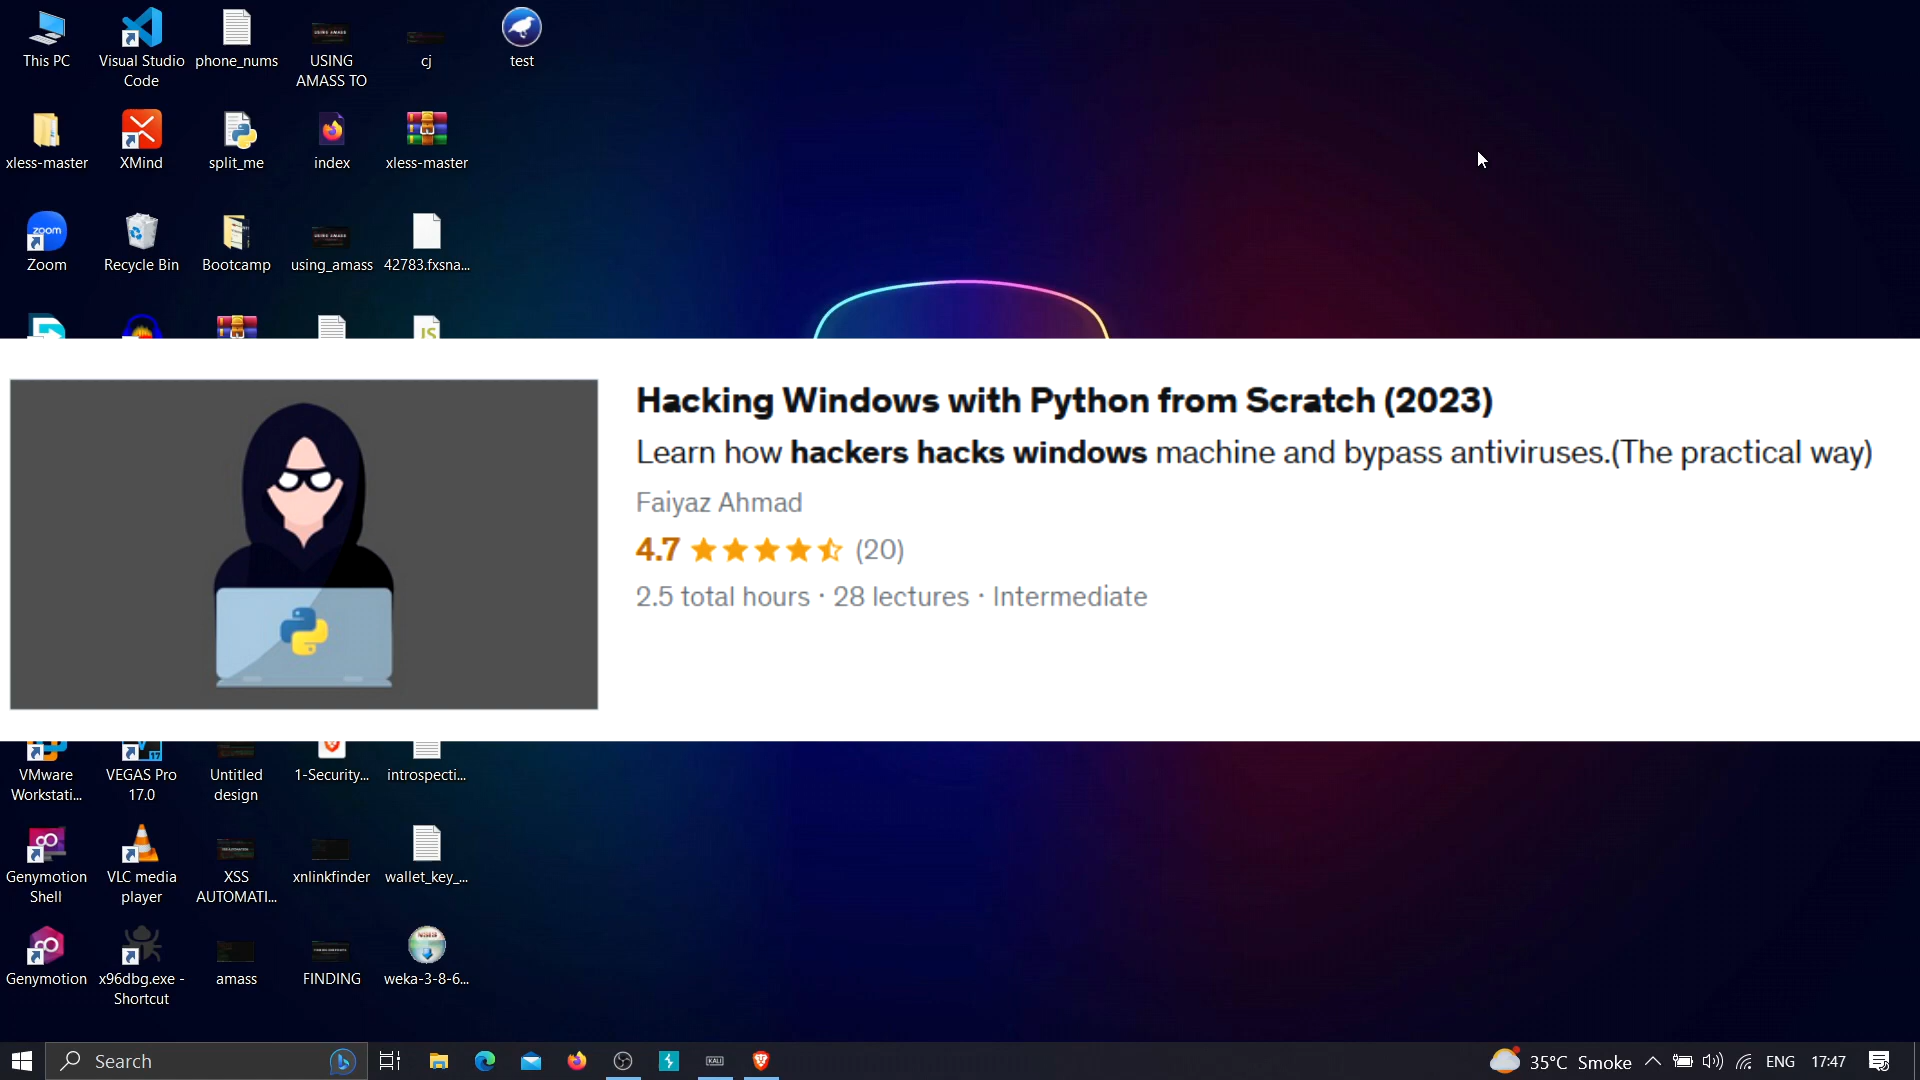 This PC
Visual Studio
Code
phone_nums
USING
AMASS TO
cj
test
xless-master
XMind
split_me
index
xless-master
zoom
Zoom
Recycle Bin
Bootcamp
using_amass
42783.fxsna...
JS
Hacking Windows with Python from Scratch (2023)
Learn how hackers hacks windows machine and bypass antiviruses.(The practical way)
Faiyaz Ahmad
4.7 (20)
2.5 total hours · 28 lectures · Intermediate
VMware
Workstati...
VEGAS Pro
17.0
Untitled
design
1-Security...
introspecti...
Genymotion
Shell
VLC media
player
XSS
AUTOMATI...
xnlinkfinder
wallet_key_...
Genymotion
x96dbg.exe -
Shortcut
amass
FINDING
weka-3-8-6...
Search
KALI
35°C Smoke
ENG
17:47